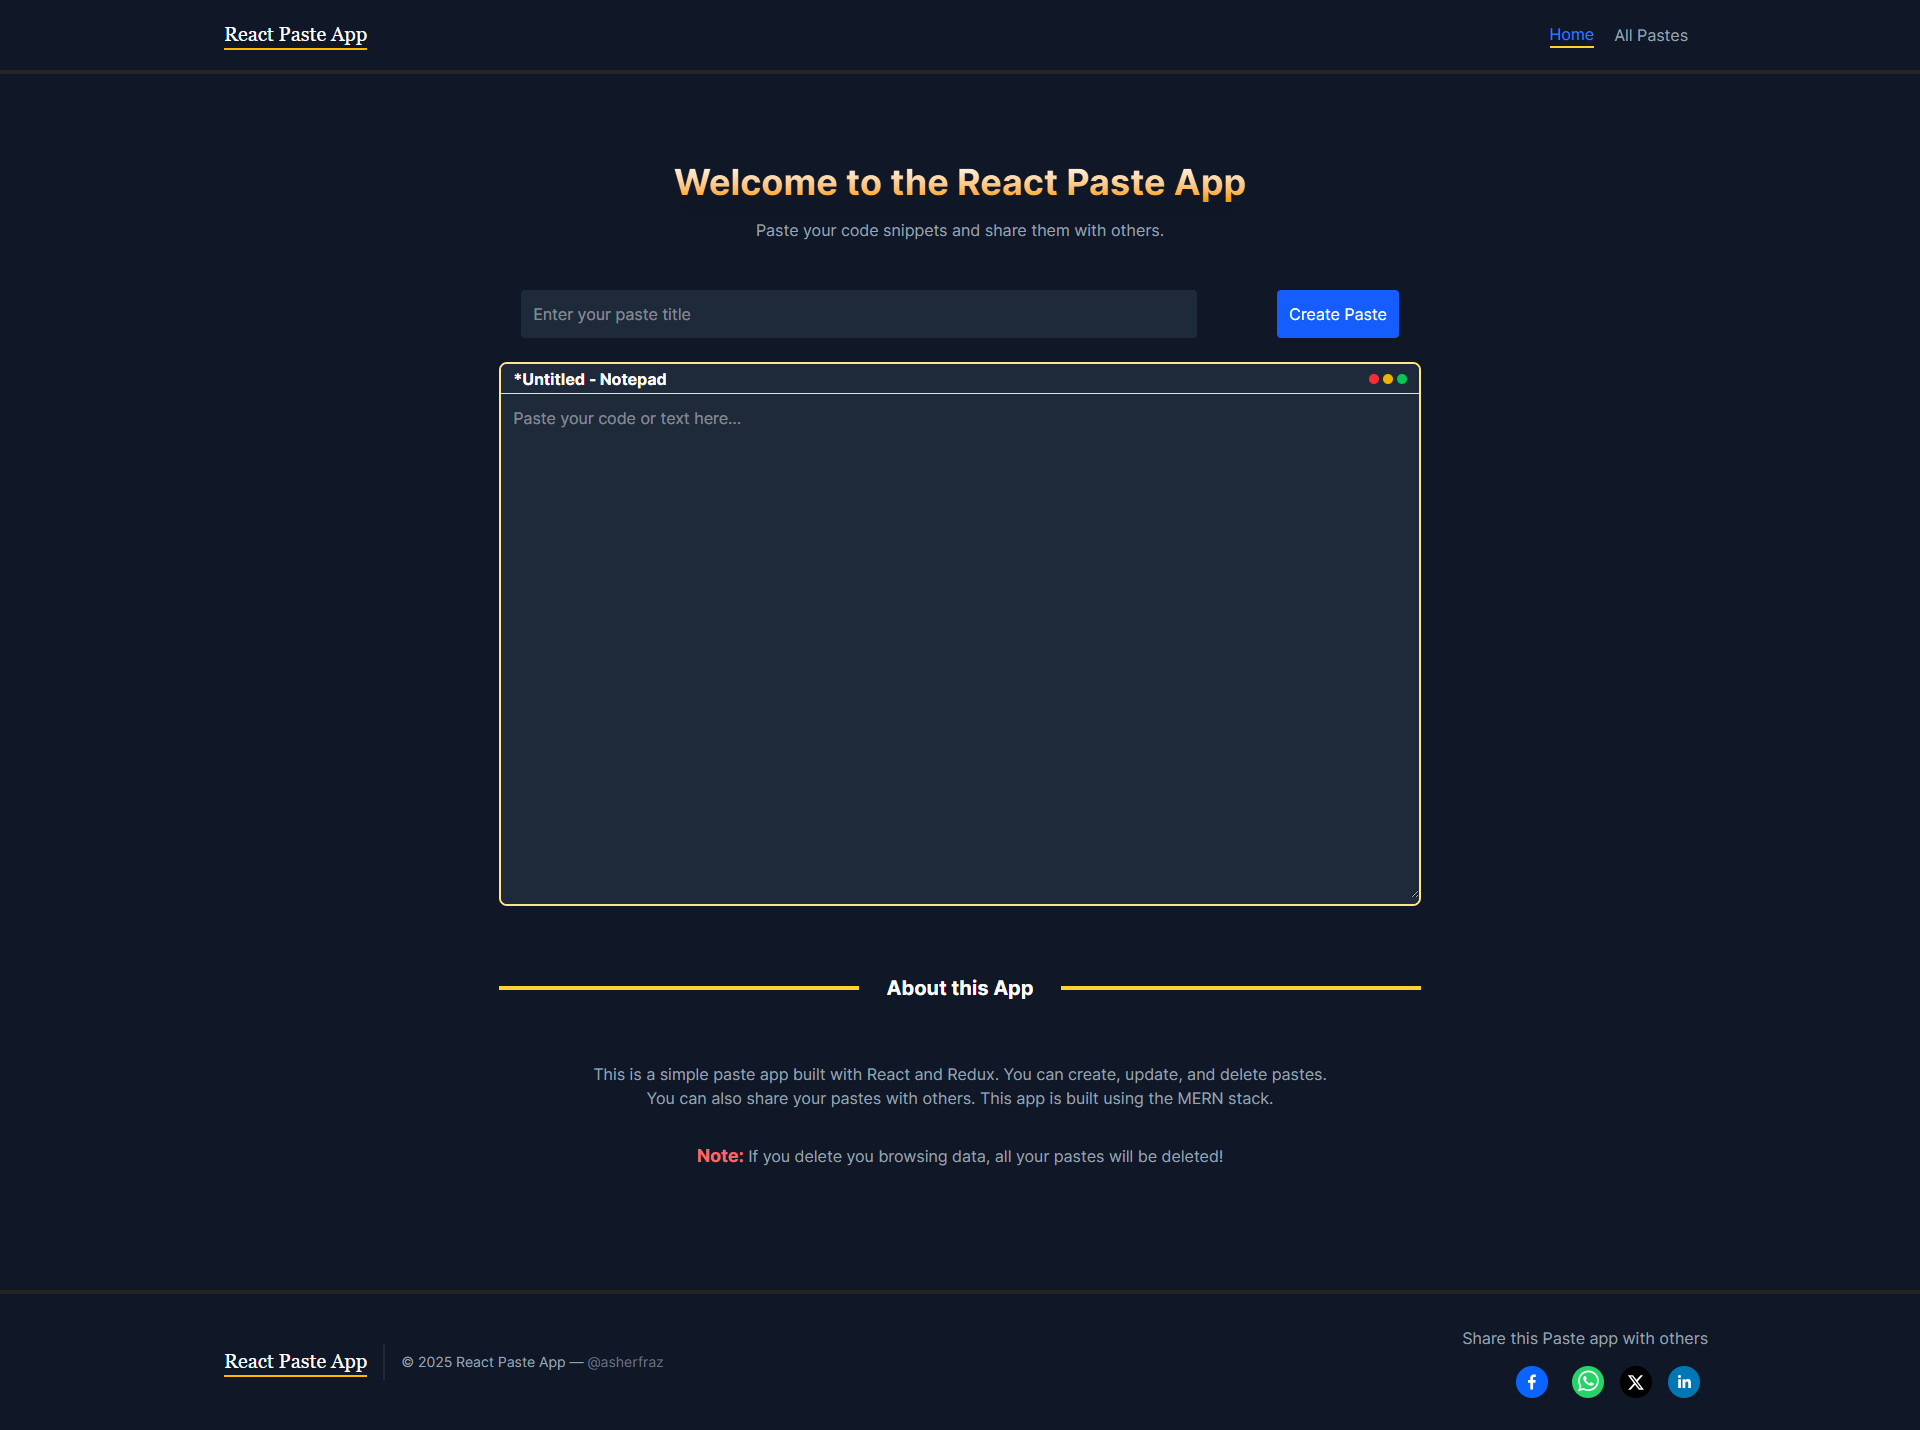 React Paste App
Home
All Pastes
Welcome to the React Paste App
Paste your code snippets and share them with others.
Enter your paste title
Create Paste
*Untitled - Notepad
Paste your code or text here...
About this App
This is a simple paste app built with React and Redux. You can create, update, and delete pastes.
You can also share your pastes with others. This app is built using the MERN stack.
Note: If you delete you browsing data, all your pastes will be deleted!
React Paste App
© 2025 React Paste App — @asherfraz
Share this Paste app with others